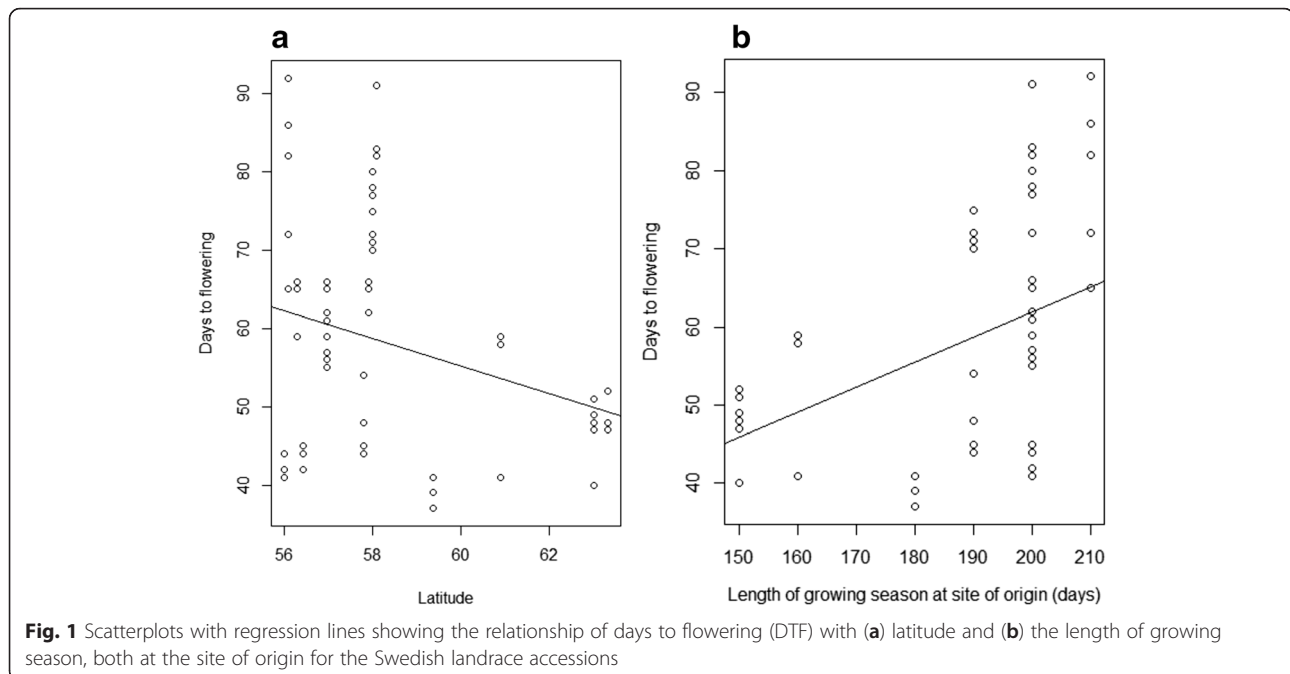 a
b
90
80
70
60
50
40
Days to flowering
56
58
60
62
Latitude
90
80
70
60
50
40
Days to flowering
150
160
170
180
190
200
210
Length of growing season at site of origin (days)
Fig. 1 Scatterplots with regression lines showing the relationship of days to flowering (DTF) with (a) latitude and (b) the length of growing
season, both at the site of origin for the Swedish landrace accessions